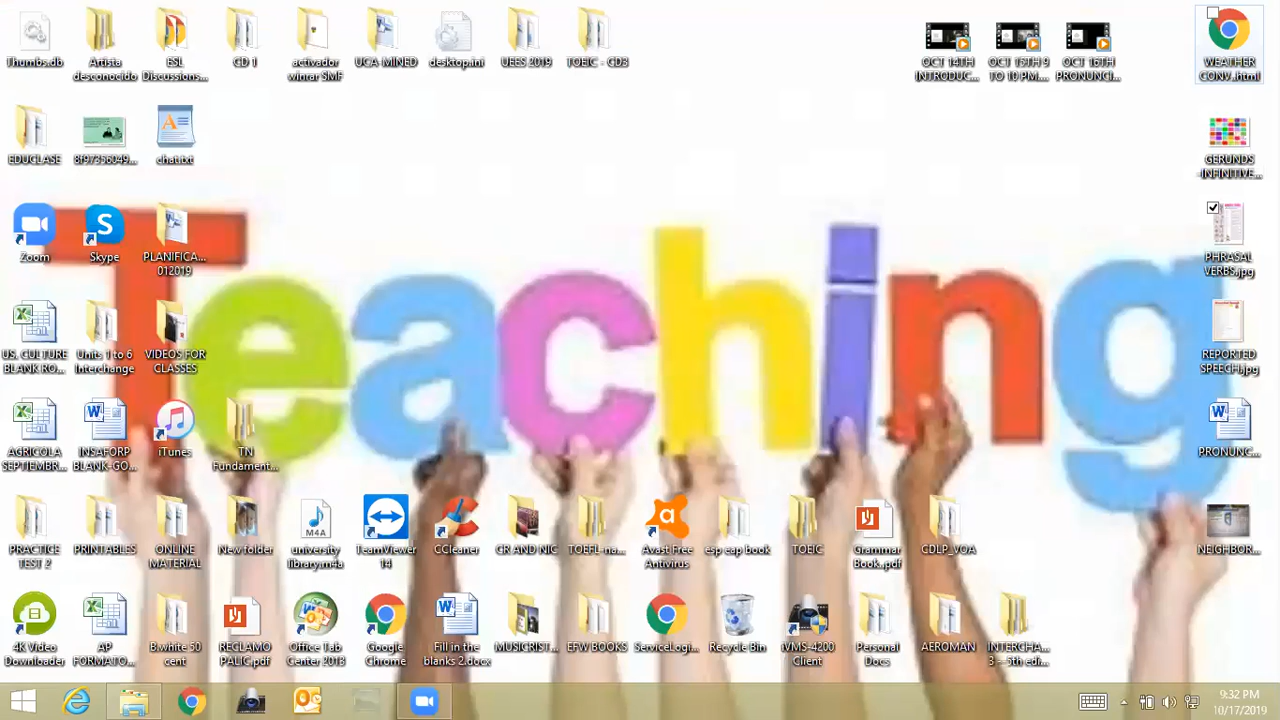 Thumbs.db
Artista
desconocido
ESL
Discussions...
CD 1
activador
winrar SMF
UCA-MINED
desktop.ini
UEES 2019
TOEIC - CD3
OCT 14TH
INTRODUC...
OCT 15TH 9
TO 10 PM...
OCT 16TH
PRONUNCI...
WEATHER
CONV..html
EDUCLASE
8f97356049...
chat.txt
GERUNDS
-INFINITIVE...
Zoom
Skype
PLANIFICA...
012019
PHRASAL
VERBS.jpg
Teaching
US. CULTURE
BLANK RO...
Units 1 to 6
Interchange
VIDEOS FOR
CLASSES
REPORTED
SPEECH.jpg
AGRICOLA
SEPTIEMBR...
INSAFORP
BLANK-GO...
iTunes
TN
Fundament...
PRONUNC...
PRACTICE
TEST 2
PRINTABLES
ONLINE
MATERIAL
New folder
M4A
university
library.m4a
TeamViewer
14
CCleaner
CR AND NIC
TOEFL-na...
Avast Free
Antivirus
esp eap book
TOEIC
Grammar
Book..pdf
CDLP_VOA
NEIGHBOR...
4K Video
Downloader
AP
FORMATO...
B.white 50
cent
RECLAMO
PALIC.pdf
Office Tab
Center 2013
Google
Chrome
Fill in the
blanks 2.docx
MUSICRIST...
EFW BOOKS
ServiceLogi...
Recycle Bin
iVMS-4200
Client
Personal
Docs
AEROMAN
INTERCHA...
3 --5th edi...
9:32 PM
10/17/2019